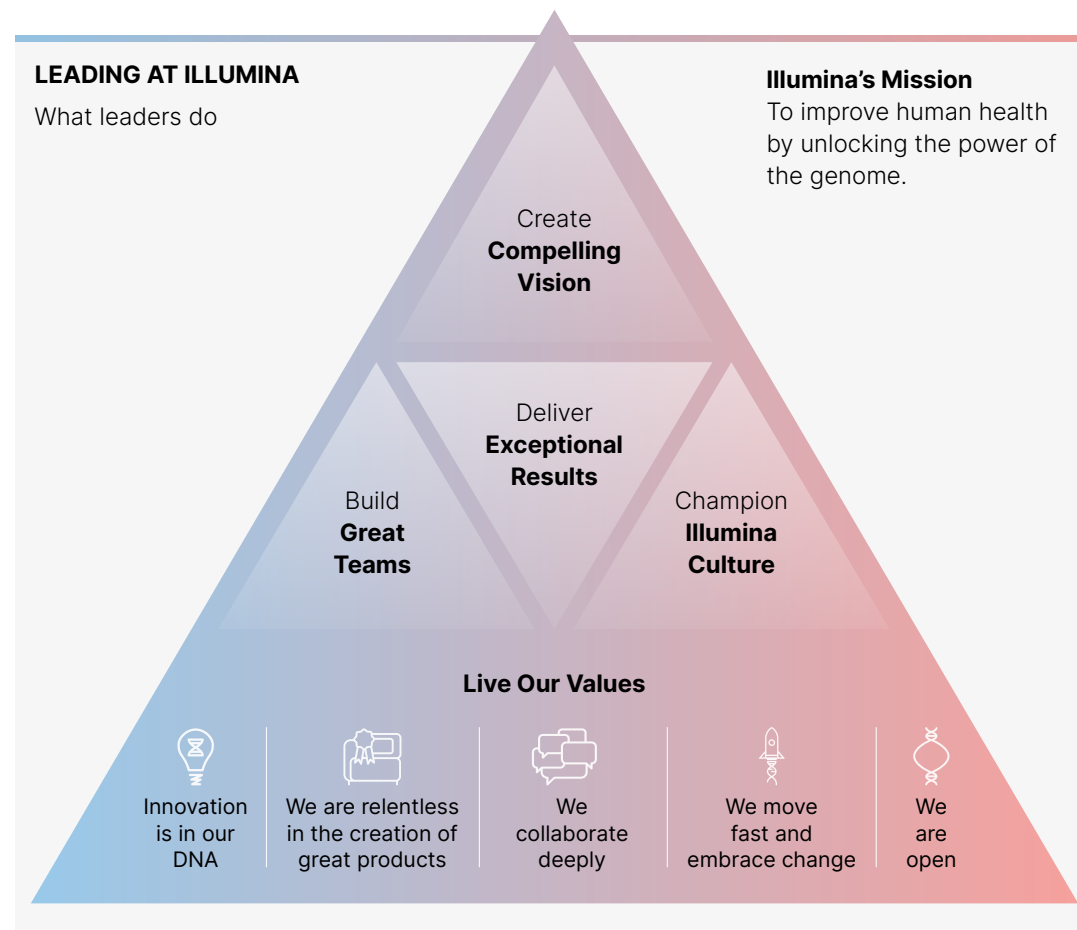 LEADING AT ILLUMINA
What leaders do
Illumina’s Mission
To improve human health
by unlocking the power of
the genome.
Create
Compelling
Vision
Deliver
Exceptional
Results
Build
Great
Teams
Champion
Illumina
Culture
Live Our Values
Innovation
is in our
DNA
We are relentless
in the creation of
great products
We
collaborate
deeply
We move
fast and
embrace change
We
are
open